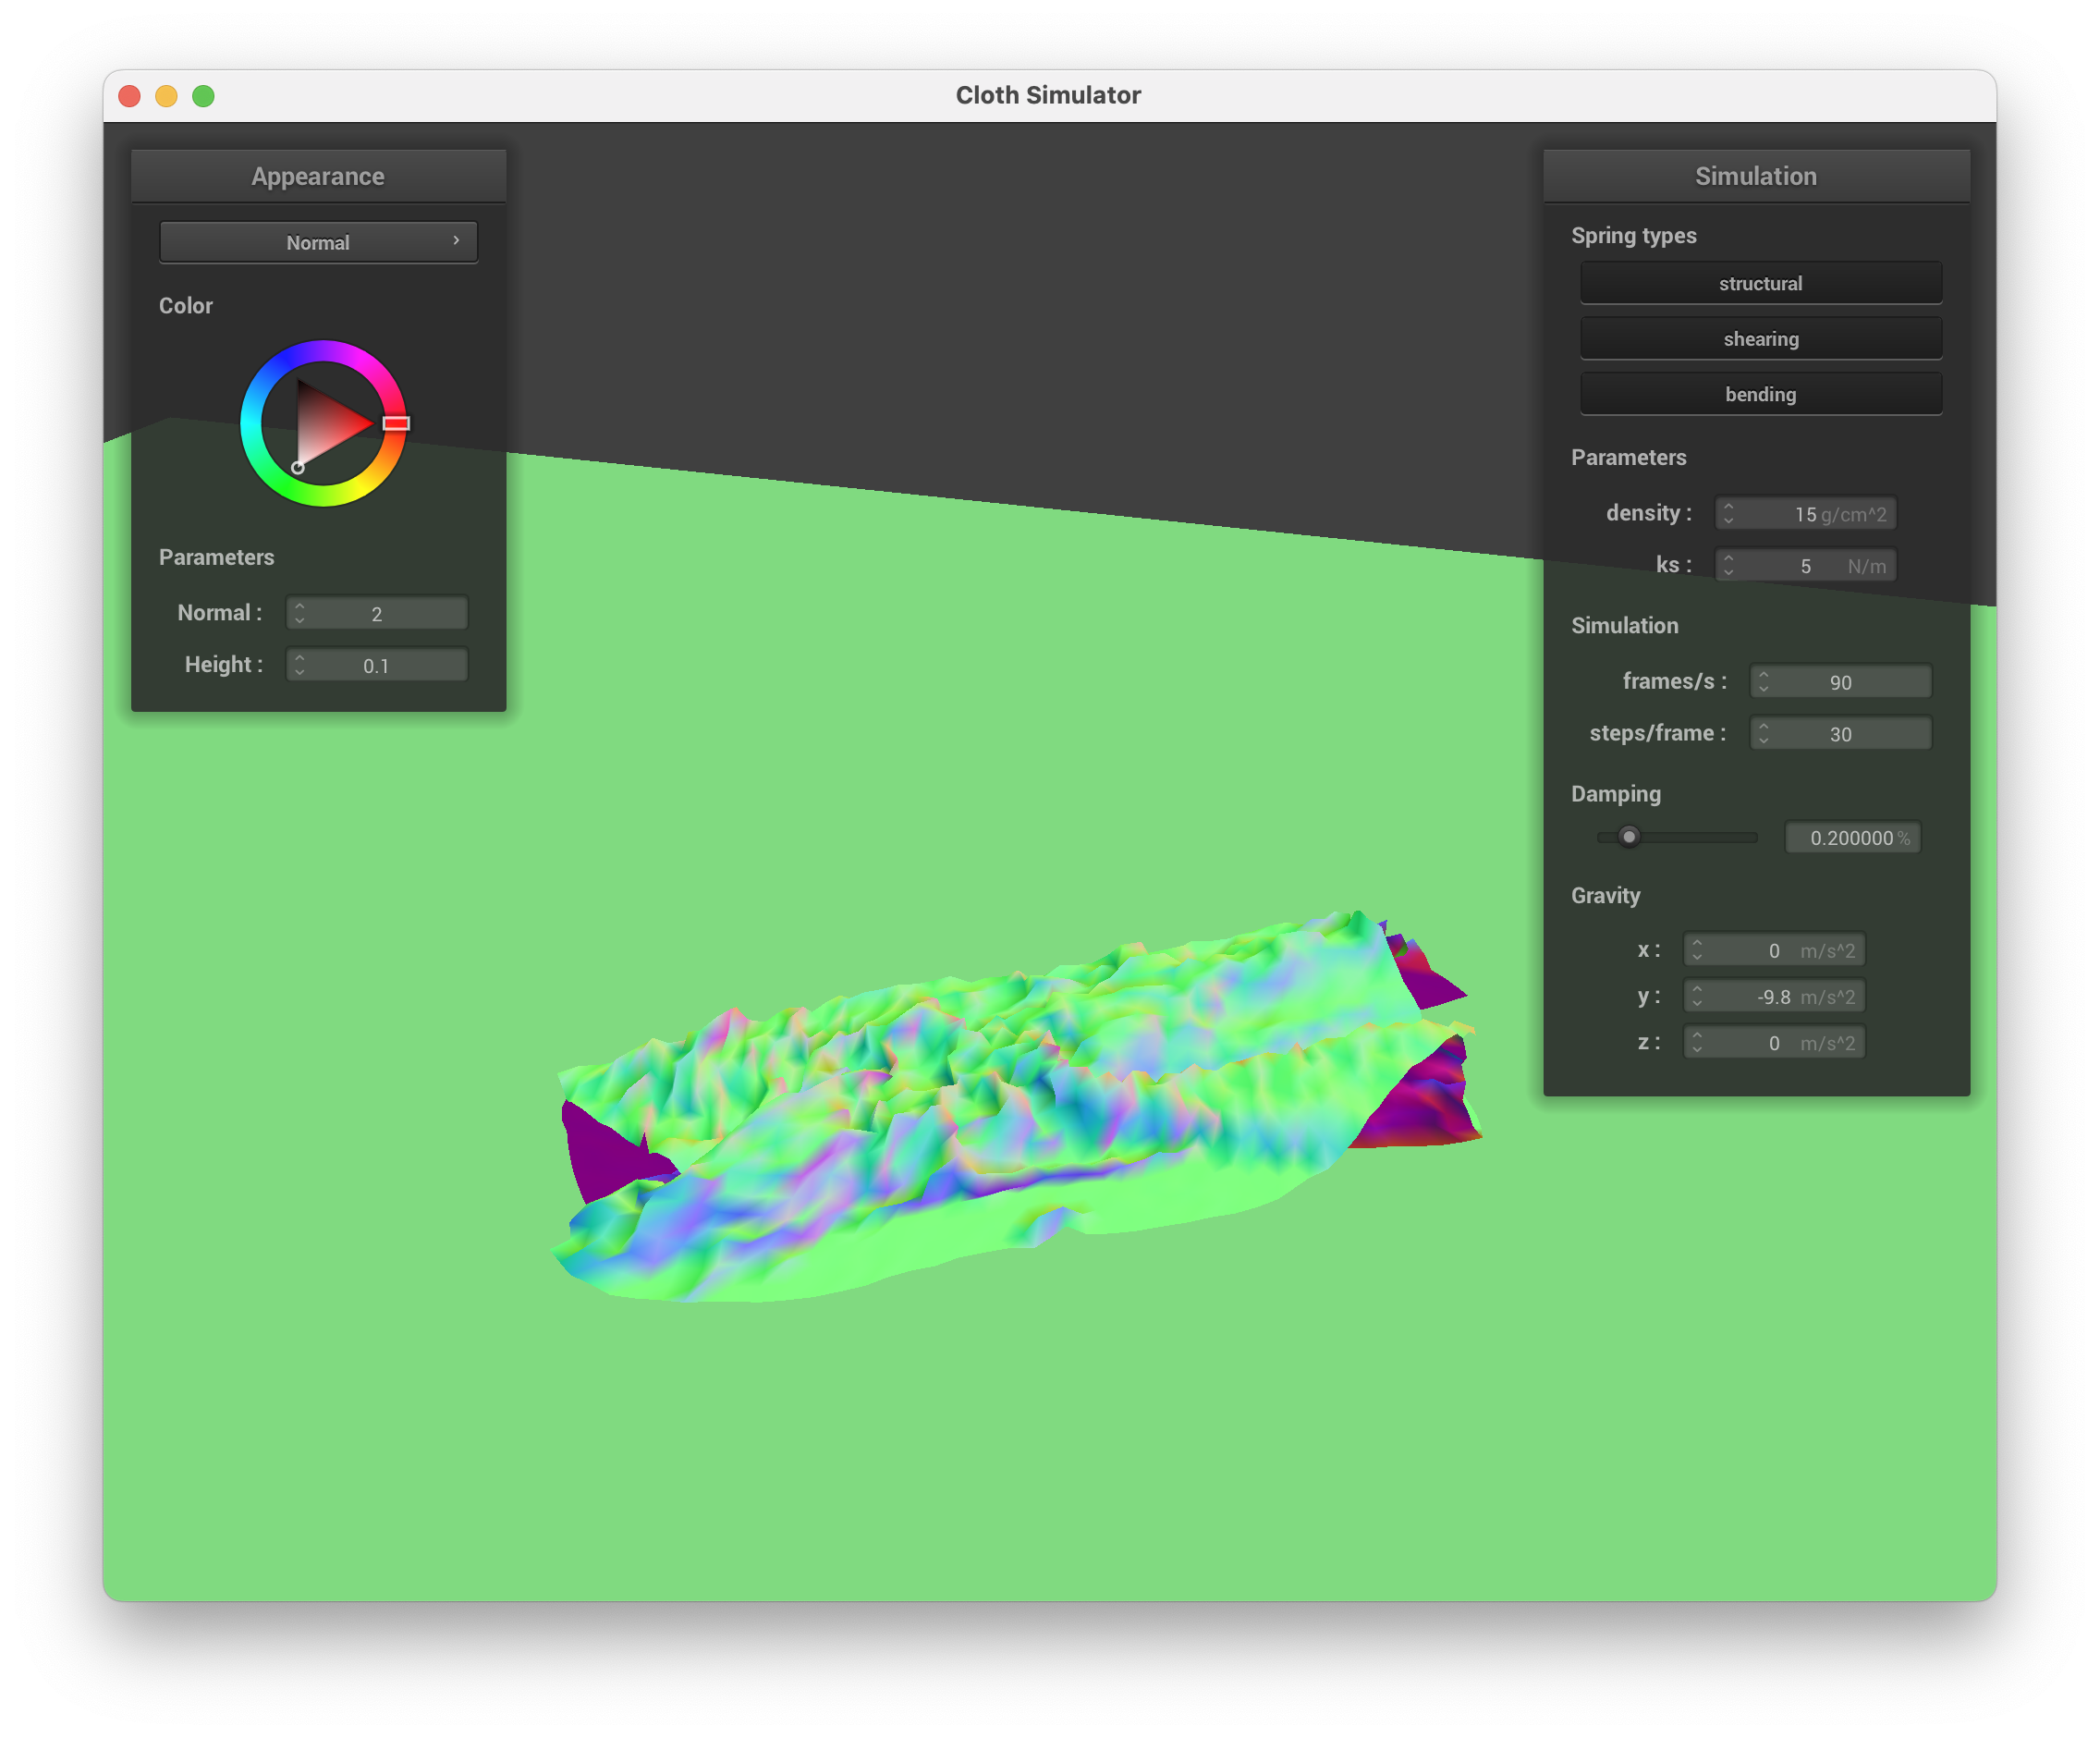 Cloth Simulator
Appearance
Normal
Color
Parameters
Normal : 2
Height : 0.1
Simulation
Spring types
structural
shearing
bending
Parameters
density : 15 g/cm^2
ks : 5 N/m
Simulation
frames/s : 90
steps/frame : 30
Damping
0.200000 %
Gravity
x : 0 m/s^2
y : -9.8 m/s^2
z : 0 m/s^2